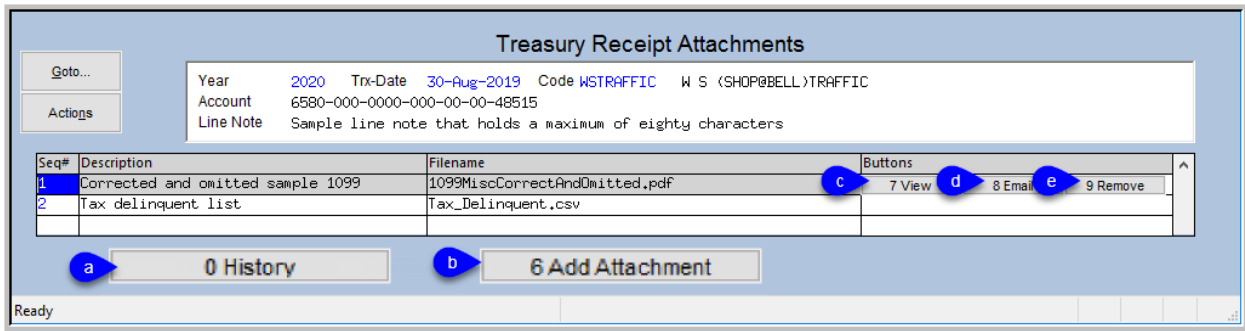 Treasury Receipt Attachments
Goto...
Actions
Year 2020 Trx-Date 30-Aug-2019 Code WSTRAFFIC W S (SHOP@BELL)TRAFFIC
Account 6580-000-0000-000-00-00-48515
Line Note Sample line note that holds a maximum of eighty characters
Seq# Description Filename Buttons
1 Corrected and omitted sample 1099 1099MiscCorrectAndOmitted.pdf c 7 View d 8 Email e 9 Remove
2 Tax delinquent list Tax_Delinquent.csv
a 0 History b 6 Add Attachment
Ready